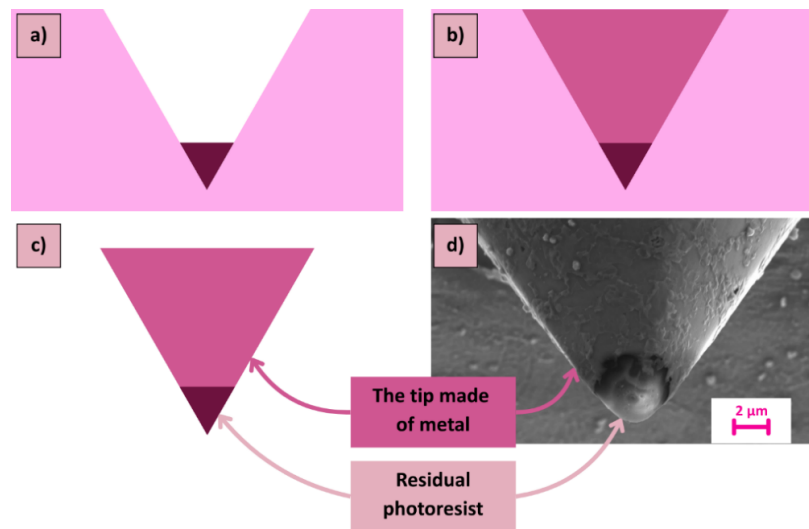 a)
b)
c)
d)
The tip made
of metal
2 µm
Residual
photoresist